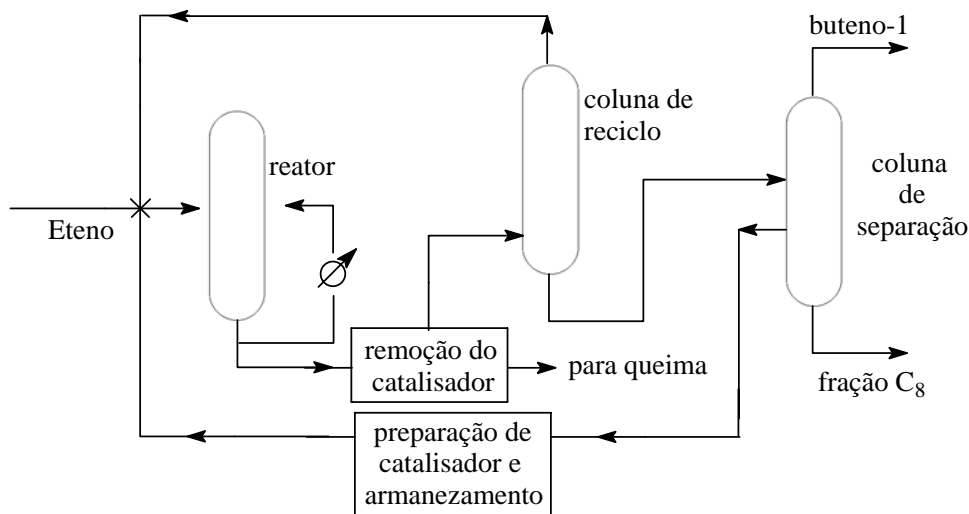 buteno-1
coluna de
reciclo
reator
coluna
de
separação
Eteno
remoção do
catalisador
para queima
fração C₈
preparação de
catalisador e
armanezamento